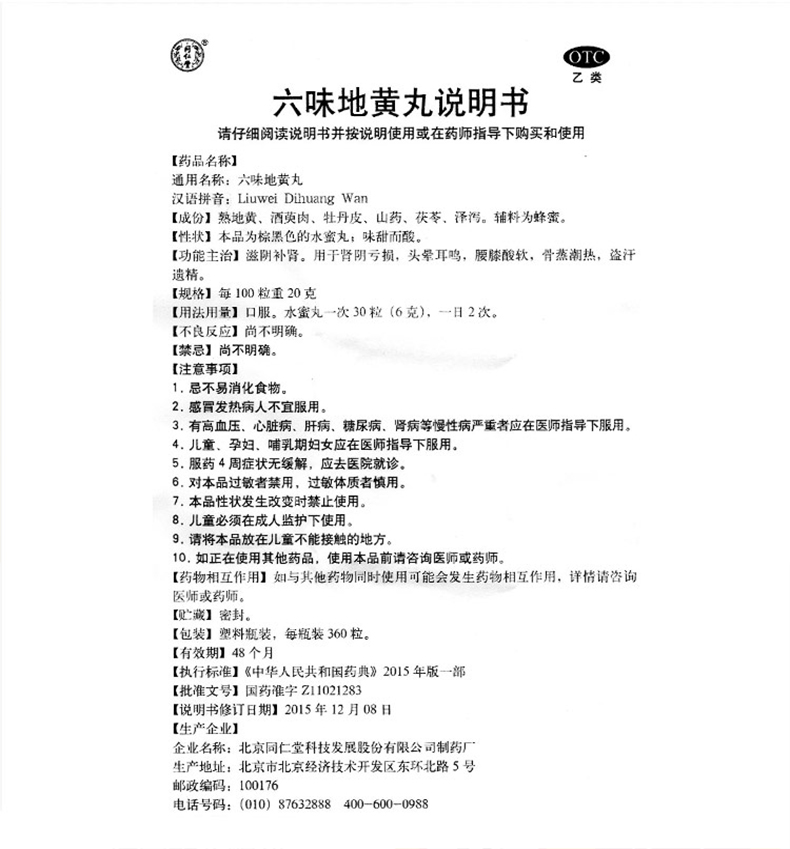 同仁堂
OTC
乙类
六味地黄丸说明书
请仔细阅读说明书并按说明使用或在药师指导下购买和使用
【药品名称】
通用名称：六味地黄丸
汉语拼音：Liuwei Dihuang Wan
【成份】熟地黄、酒萸肉、牡丹皮、山药、茯苓、泽泻。辅料为蜂蜜。
【性状】本品为棕黑色的水蜜丸；味甜而酸。
【功能主治】滋阴补肾。用于肾阴亏损，头晕耳鸣，腰膝酸软，骨蒸潮热，盗汗
遗精。
【规格】每100粒重20克
【用法用量】口服。水蜜丸一次30粒（6克），一日2次。
【不良反应】尚不明确。
【禁忌】尚不明确。
【注意事项】
1．忌不易消化食物。
2．感冒发热病人不宜服用。
3．有高血压、心脏病、肝病、糖尿病、肾病等慢性病严重者应在医师指导下服用。
4．儿童、孕妇、哺乳期妇女应在医师指导下服用。
5．服药4周症状无缓解，应去医院就诊。
6．对本品过敏者禁用，过敏体质者慎用。
7．本品性状发生改变时禁止使用。
8．儿童必须在成人监护下使用。
9．请将本品放在儿童不能接触的地方。
10．如正在使用其他药品，使用本品前请咨询医师或药师。
【药物相互作用】如与其他药物同时使用可能会发生药物相互作用，详情请咨询
医师或药师。
【贮藏】密封。
【包装】塑料瓶装，每瓶装360粒。
【有效期】48个月
【执行标准】《中华人民共和国药典》2015年版一部
【批准文号】国药准字Z11021283
【说明书修订日期】2015年12月08日
【生产企业】
企业名称：北京同仁堂科技发展股份有限公司制药厂
生产地址：北京市北京经济技术开发区东环北路5号
邮政编码：100176
电话号码：(010) 87632888 400-600-0988